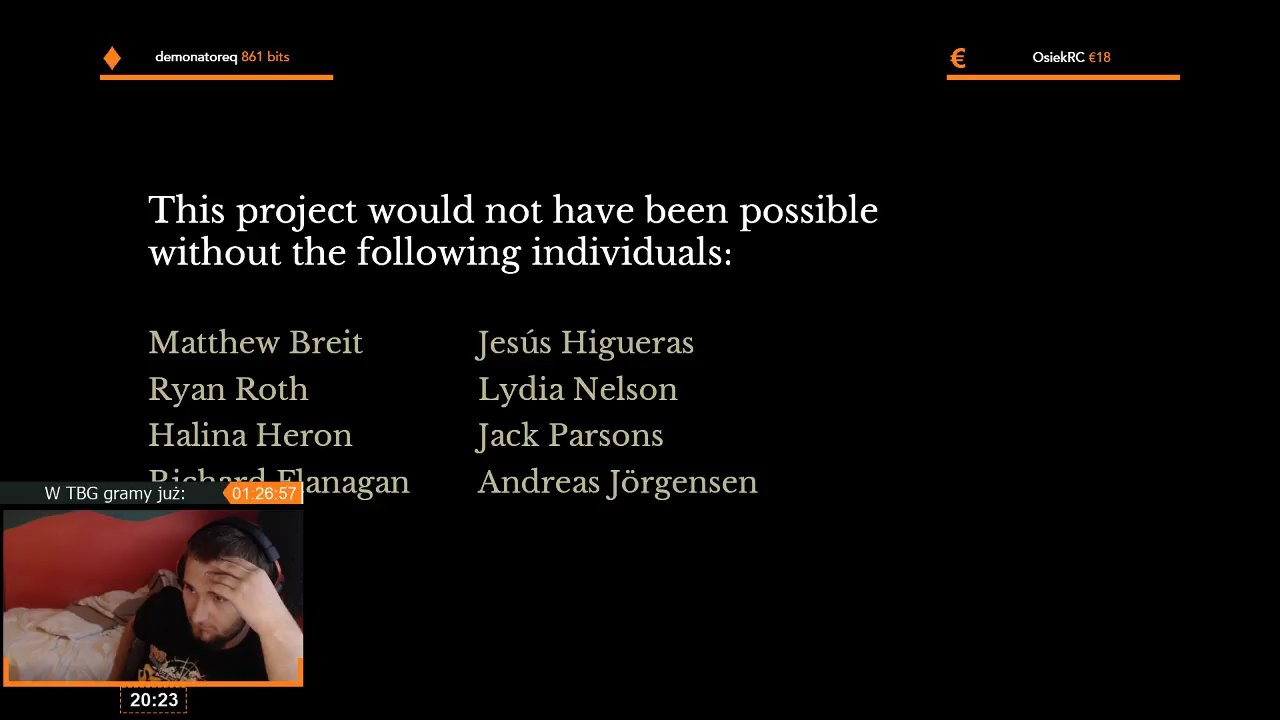 demonatoreq 861 bits
€ OsiekRC €18
This project would not have been possible
without the following individuals:
Matthew Breit Jesús Higueras
Ryan Roth Lydia Nelson
Halina Heron Jack Parsons
Richard Flanagan Andreas Jörgensen
W TBG gramy już: 01:26:57
20:23